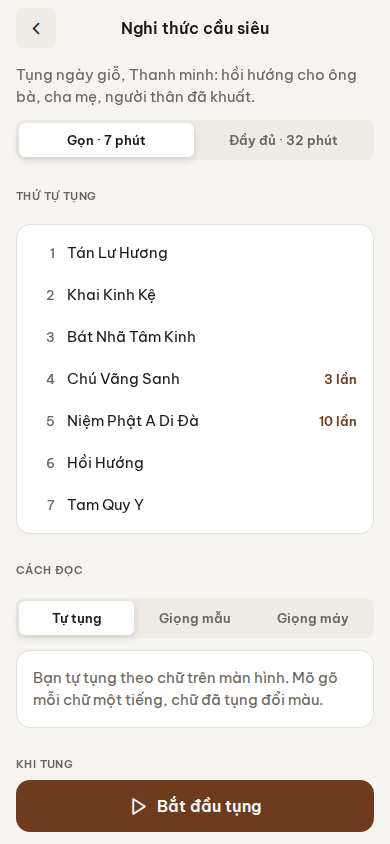 Nghi thức cầu siêu
Tụng ngày giỗ, Thanh minh: hồi hướng cho ông
bà, cha mẹ, người thân đã khuất.
Gọn · 7 phút
Đầy đủ · 32 phút
THỨ TỰ TỤNG
1 Tán Lư Hương
2 Khai Kinh Kệ
3 Bát Nhã Tâm Kinh
4 Chú Vãng Sanh 3 lần
5 Niệm Phật A Di Đà 10 lần
6 Hồi Hướng
7 Tam Quy Y
CÁCH ĐỌC
Tự tụng
Giọng mẫu
Giọng máy
Bạn tự tụng theo chữ trên màn hình. Mõ gõ
mỗi chữ một tiếng, chữ đã tụng đổi màu.
KHI TỤNG
Bắt đầu tụng